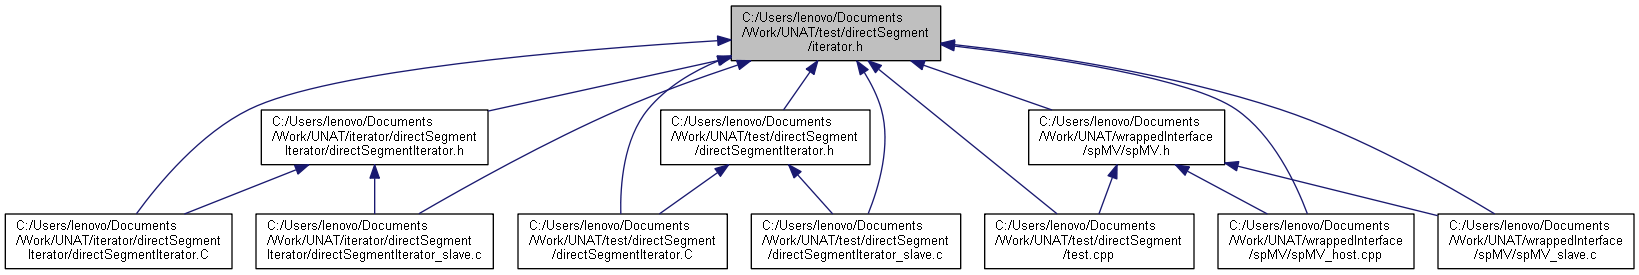 C:/Users/lenovo/Documents
/Work/UNAT/test/directSegment
/iterator.h
C:/Users/lenovo/Documents
/Work/UNAT/iterator/directSegment
Iterator/directSegmentIterator.h
C:/Users/lenovo/Documents
/Work/UNAT/test/directSegment
/directSegmentIterator.h
C:/Users/lenovo/Documents
/Work/UNAT/wrappedInterface
/spMV/spMV.h
C:/Users/lenovo/Documents
/Work/UNAT/iterator/directSegment
Iterator/directSegmentIterator.C
C:/Users/lenovo/Documents
/Work/UNAT/iterator/directSegment
Iterator/directSegmentIterator_slave.c
C:/Users/lenovo/Documents
/Work/UNAT/test/directSegment
/directSegmentIterator.C
C:/Users/lenovo/Documents
/Work/UNAT/test/directSegment
/directSegmentIterator_slave.c
C:/Users/lenovo/Documents
/Work/UNAT/test/directSegment
/test.cpp
C:/Users/lenovo/Documents
/Work/UNAT/wrappedInterface
/spMV/spMV_host.cpp
C:/Users/lenovo/Documents
/Work/UNAT/wrappedInterface
/spMV/spMV_slave.c